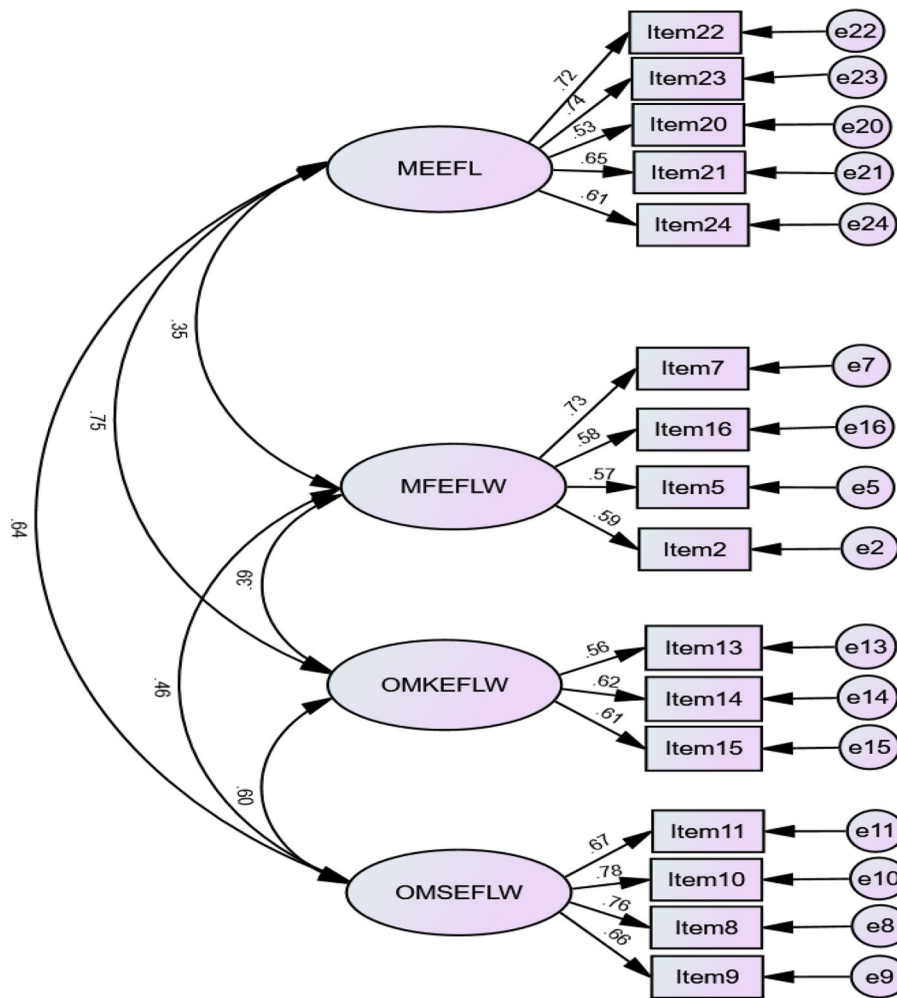 Item22
e22
.72
Item23
e23
.74
Item20
e20
.53
MEEFL
Item21
e21
.65
Item24
e24
.61
.35
.75
.64
Item7
e7
.73
Item16
e16
.58
MFEFLW
Item5
e5
.57
Item2
e2
.59
.39
.46
Item13
e13
.56
OMKEFLW
Item14
e14
.62
Item15
e15
.61
.60
Item11
e11
.67
OMSEFLW
Item10
e10
.78
Item8
e8
.76
Item9
e9
.66